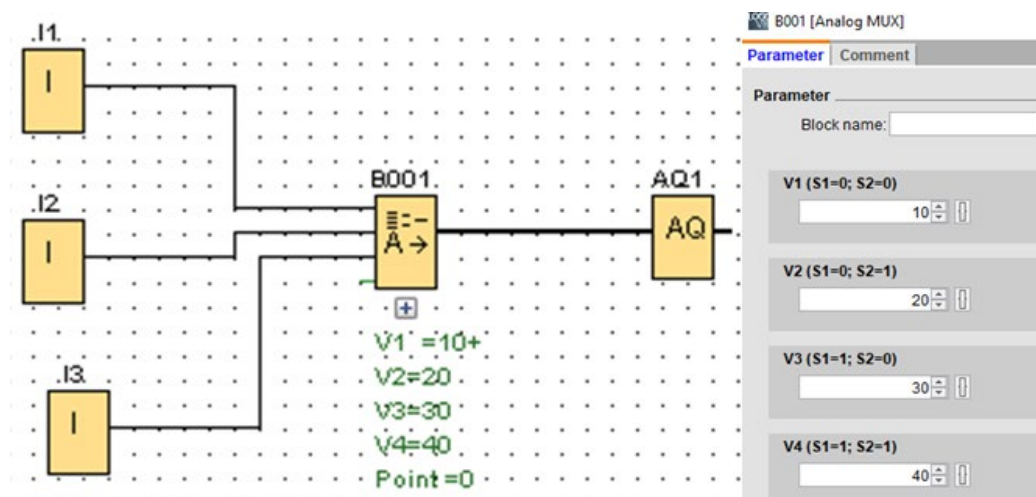 I1
I
B001 [Analog MUX]
Parameter Comment
Parameter
Block name:
B001
AQ1
I2
I
A
AQ
V1 (S1=0; S2=0)
10
V2 (S1=0; S2=1)
20
V1 =10+
V2=20
V3=30
V4=40
Point=0
I3
I
V3 (S1=1; S2=0)
30
V4 (S1=1; S2=1)
40